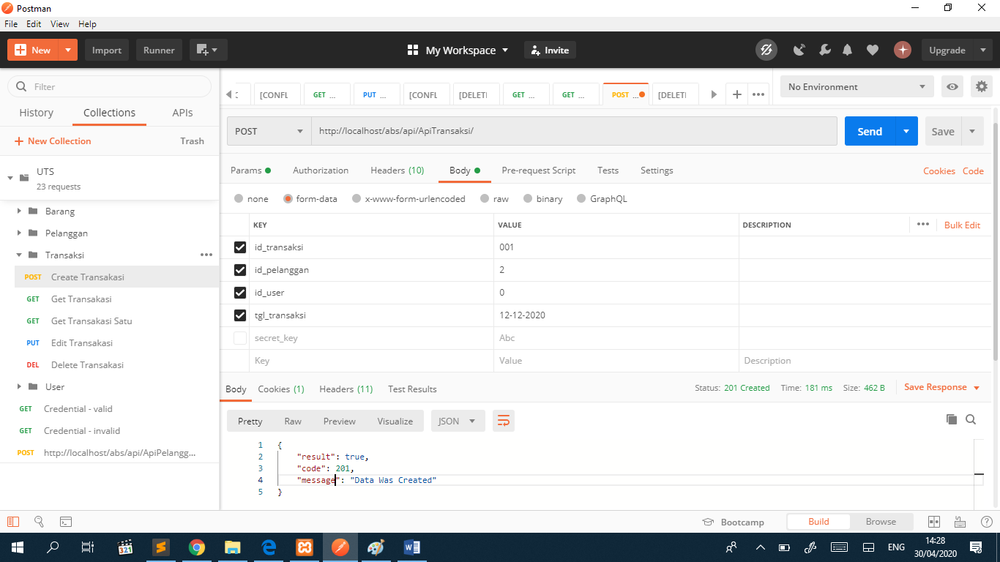 Postman
File Edit View Help
New Import Runner My Workspace Invite Upgrade
Filter
History Collections APIs
New Collection Trash
UTS
23 requests
Barang
Pelanggan
Transaksi
POST Create Transakasi
GET Get Transakasi
GET Get Transakasi Satu
PUT Edit Transakasi
DEL Delete Transakasi
User
GET Credential - valid
GET Credential - invalid
POST http://localhost/abs/api/ApiPelangg...
[CONFL GET ... PUT ... [CONFL [DELETI GET ... GET ... POST ... [DELETI
No Environment
POST http://localhost/abs/api/ApiTransaksi/ Send Save
Params Authorization Headers (10) Body Pre-request Script Tests Settings Cookies Code
none form-data x-www-form-urlencoded raw binary GraphQL
KEY VALUE DESCRIPTION Bulk Edit
id_transaksi 001
id_pelanggan 2
id_user 0
tgl_transaksi 12-12-2020
secret_key Abc
Key Value Description
Body Cookies (1) Headers (11) Test Results Status: 201 Created Time: 181 ms Size: 462 B Save Response
Pretty Raw Preview Visualize JSON
1 {
2 "result": true,
3 "code": 201,
4 "message": "Data Was Created"
5 }
Bootcamp Build Browse
321
ENG
14:28
30/04/2020